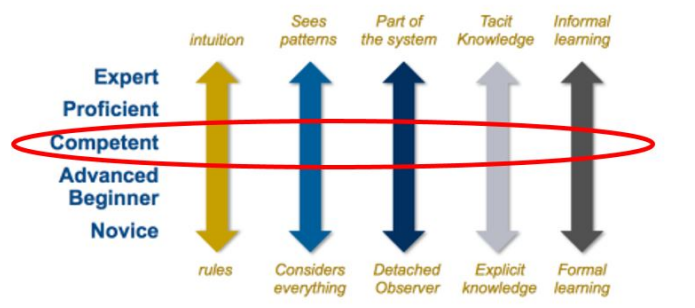 intuition
Sees
patterns
Part of
the system
Tacit
Knowledge
Informal
learning
Expert
Proficient
Competent
Advanced
Beginner
Novice
rules
Considers
everything
Detached
Observer
Explicit
knowledge
Formal
learning